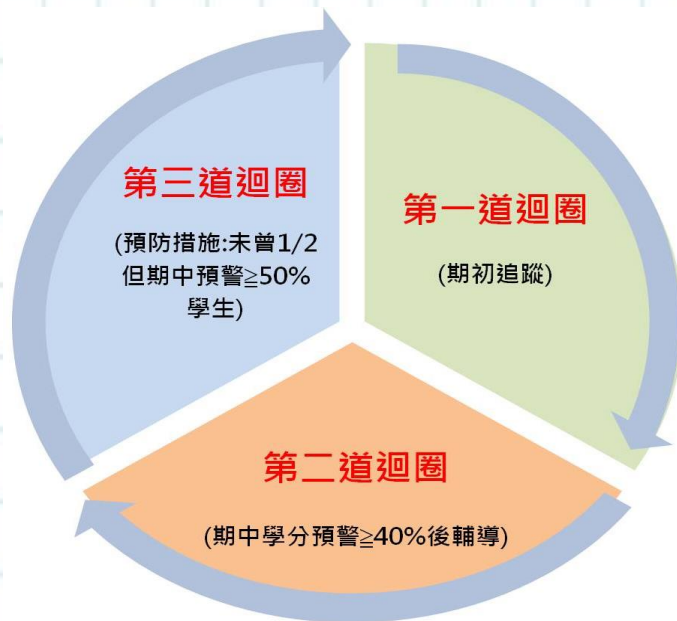 第一道迴圈
(期初追蹤)
第二道迴圈
(期中學分預警≧40%後輔導)
第三道迴圈
(預防措施:未曾1/2
但期中預警≧50%
學生)